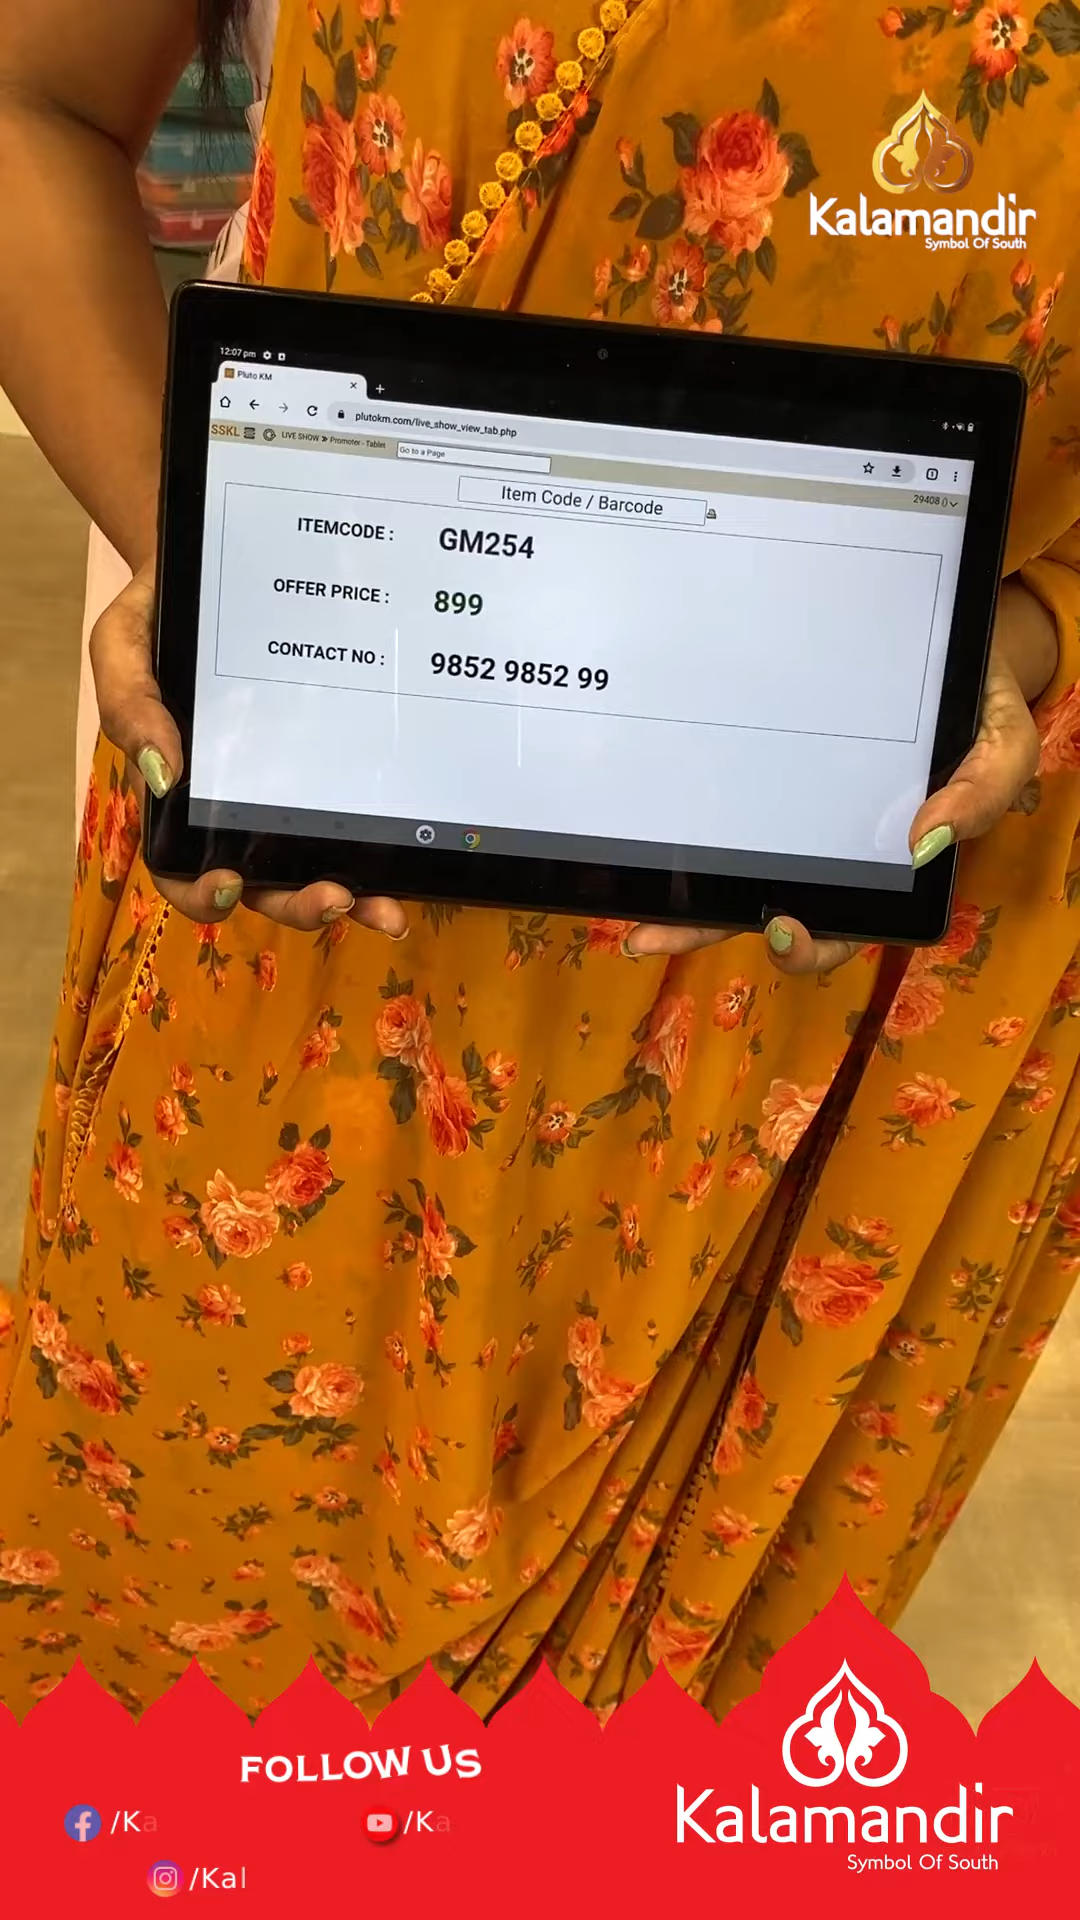 Kalamandir
Symbol Of South
12:07 pm
Pluto KM
plutokm.com/live_show_view_tab.php
SSKL
LIVE SHOW >> Promoter - Tablet
Go to a Page
29408 ()
Item Code / Barcode
ITEMCODE : GM254
OFFER PRICE : 899
CONTACT NO : 9852 9852 99
FOLLOW US
/Ka /Ka
/Kal
Kalamandir
Symbol Of South